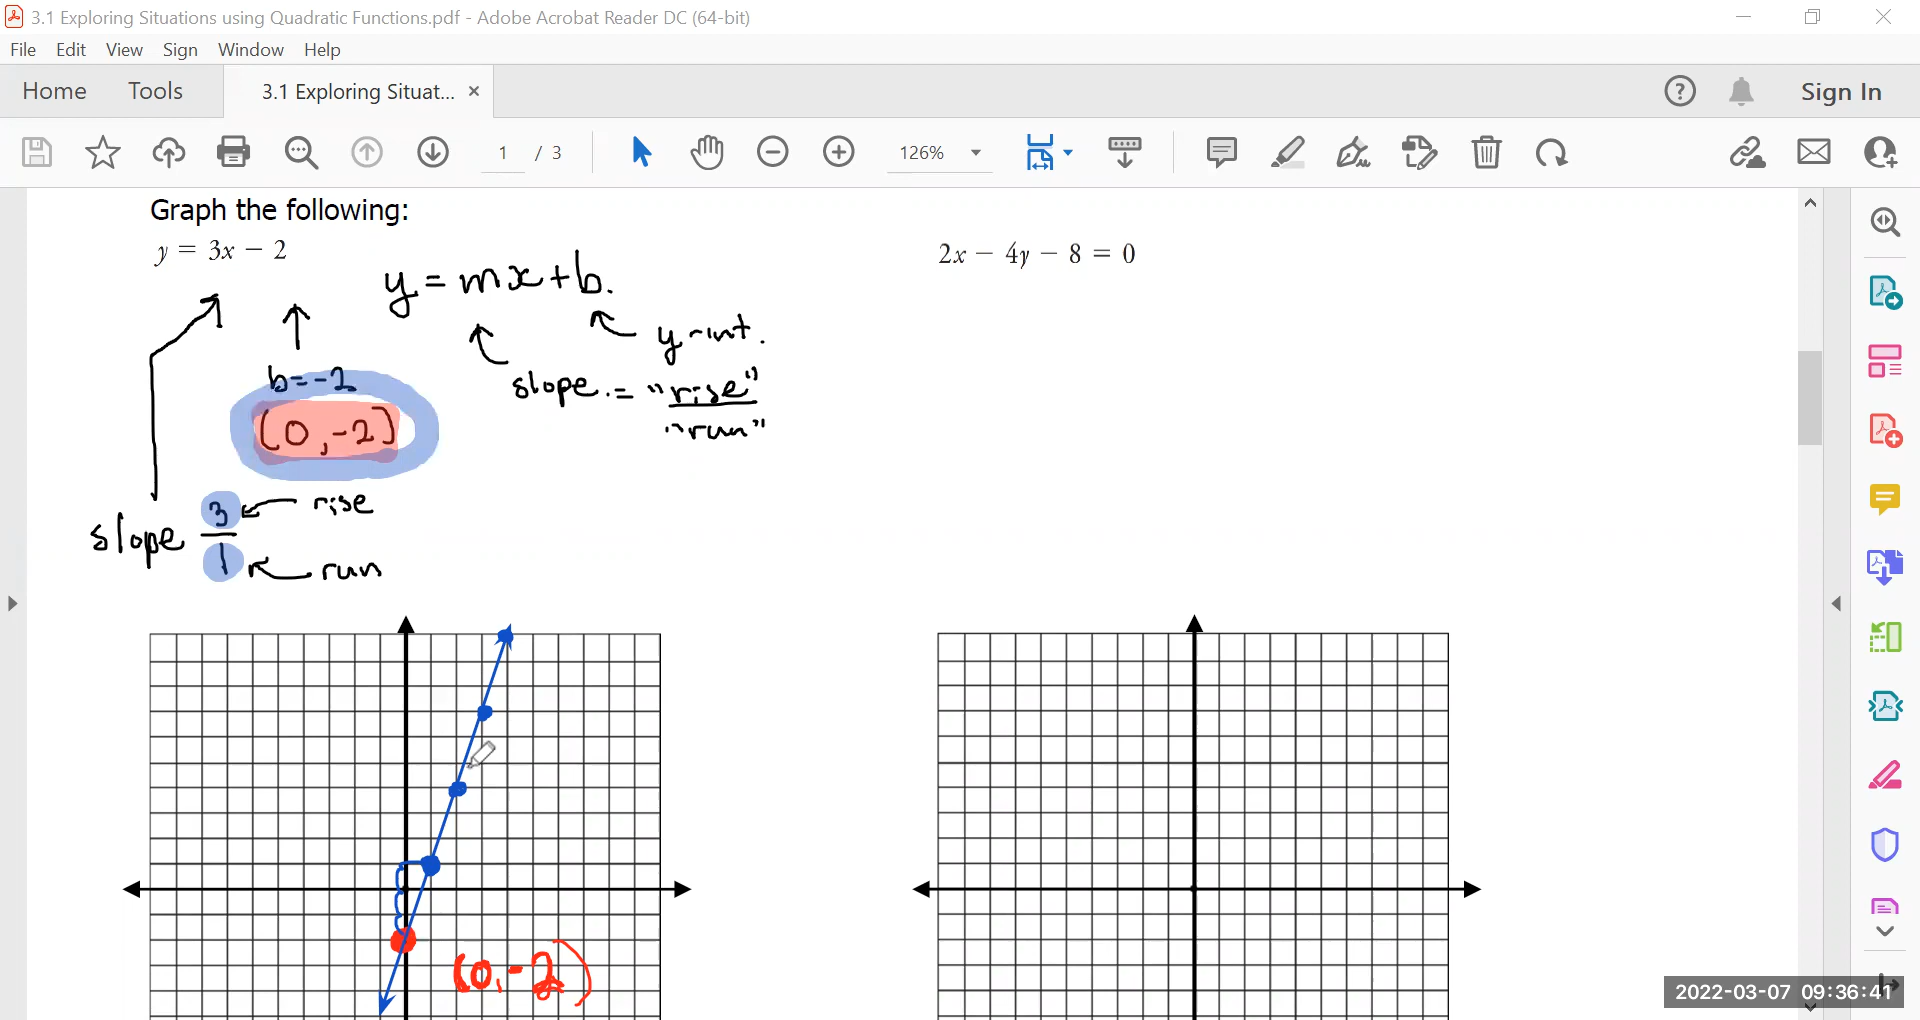 3.1 Exploring Situations using Quadratic Functions.pdf - Adobe Acrobat Reader DC (64-bit)
File Edit View Sign Window Help
Home Tools 3.1 Exploring Situat... × Sign In
1 / 3 126%
Graph the following:
y = 3x − 2
2x − 4y − 8 = 0
y = mx + b.
y-int.
b = -2
slope. = "rise"
"run"
(0, -2)
slope 3 rise
1 run
(0, -2)
2022-03-07 09:36:41